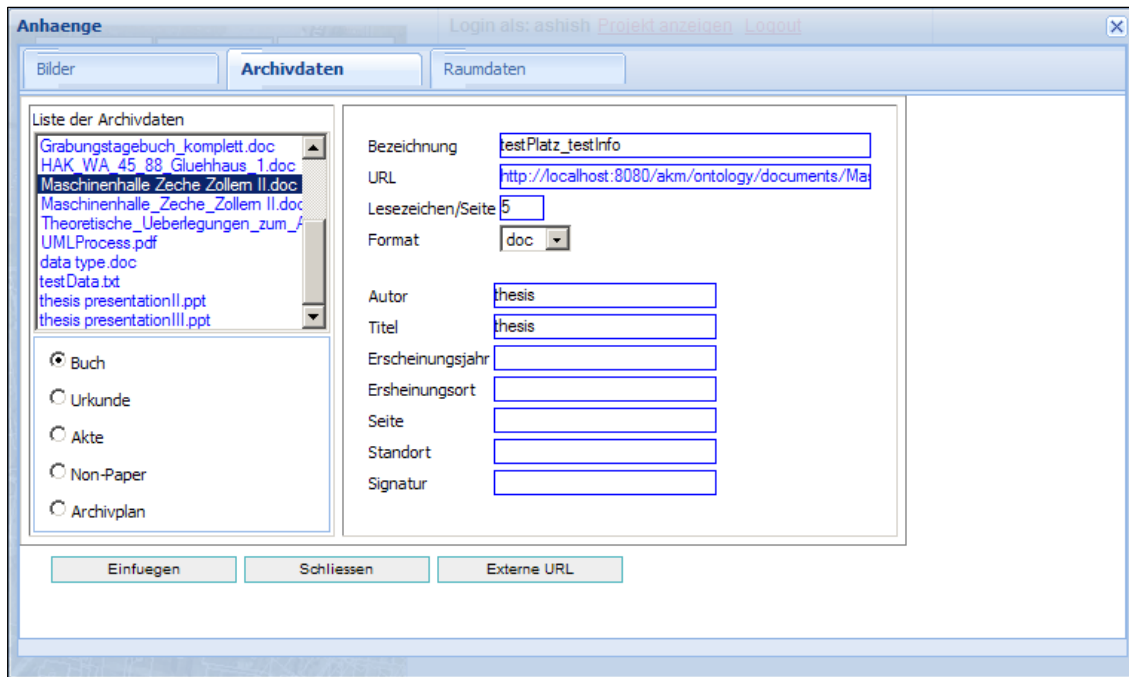 Anhaenge
Login als: ashish Projekt anzeigen Logout
Bilder
Archivdaten
Raumdaten
Liste der Archivdaten
Grabungstagebuch_komplett.doc
HAK_WA_45_88_Gluehhaus_1.doc
Maschinenhalle Zeche Zollern II.doc
Maschinenhalle_Zeche_Zollern II.doc
Theoretische_Ueberlegungen_zum_A
UMLProcess.pdf
data type.doc
testData.txt
thesis presentationII.ppt
thesis presentationIII.ppt
Buch
Urkunde
Akte
Non-Paper
Archivplan
Bezeichnung testPlatz_testInfo
URL http://localhost:8080/akm/ontology/documents/Mas
Lesezeichen/Seite 5
Format doc
Autor thesis
Titel thesis
Erscheinungsjahr
Ersheinungsort
Seite
Standort
Signatur
Einfuegen
Schliessen
Externe URL